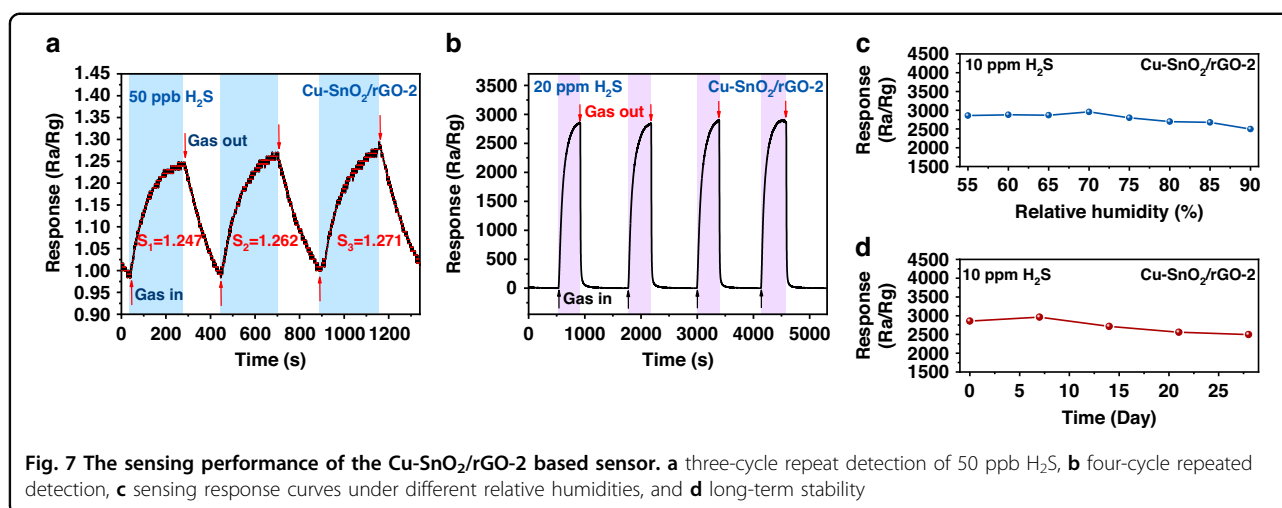 a
1.45
1.40
1.35
1.30
1.25
1.20
1.15
1.10
1.05
1.00
0.95
0.90
Response (Ra/Rg)
50 ppb H₂S
Cu-SnO₂/rGO-2
Gas out
S₁=1.247
S₂=1.262
S₃=1.271
Gas in
0 200 400 600 800 1000 1200
Time (s)
b
3500
3000
2500
2000
1500
1000
500
0
Response (Ra/Rg)
20 ppm H₂S
Cu-SnO₂/rGO-2
Gas out
Gas in
0 1000 2000 3000 4000 5000
Time (s)
c
4500
4000
3500
3000
2500
2000
1500
Response
(Ra/Rg)
10 ppm H₂S
Cu-SnO₂/rGO-2
55 60 65 70 75 80 85 90
Relative humidity (%)
d
4500
4000
3500
3000
2500
2000
1500
Response
(Ra/Rg)
10 ppm H₂S
Cu-SnO₂/rGO-2
0 5 10 15 20 25
Time (Day)
Fig. 7 The sensing performance of the Cu-SnO₂/rGO-2 based sensor. a three-cycle repeat detection of 50 ppb H₂S, b four-cycle repeated
detection, c sensing response curves under different relative humidities, and d long-term stability